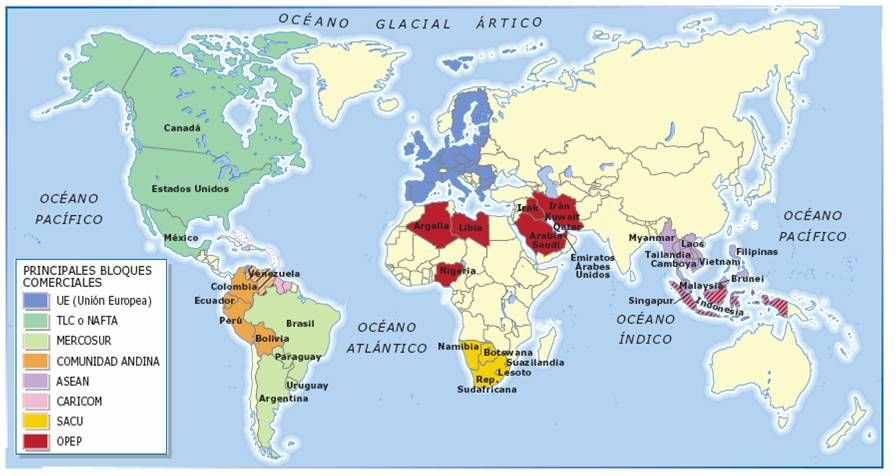 OCÉANO GLACIAL ÁRTICO
Canadá
Estados Unidos
OCÉANO
PACÍFICO
México
OCÉANO
PACÍFICO
Irak
Irán
Kuwait
Qatar
Arabia
Saudí
Argelia
Libia
Emiratos
Árabes
Unidos
Myanmar
Laos
Tailandia
Camboya
Vietnam
Filipinas
Brunei
Malaysia
Singapur
Indonesia
OCÉANO
ÍNDICO
Nigeria
Venezuela
Colombia
Ecuador
Perú
Brasil
Bolivia
Paraguay
Uruguay
Argentina
OCÉANO
ATLÁNTICO
Namibia
Botswana
Suazilandia
Lesoto
Rep.
Sudafricana
PRINCIPALES BLOQUES
COMERCIALES
UE (Unión Europea)
TLC o NAFTA
MERCOSUR
COMUNIDAD ANDINA
ASEAN
CARICOM
SACU
OPEP